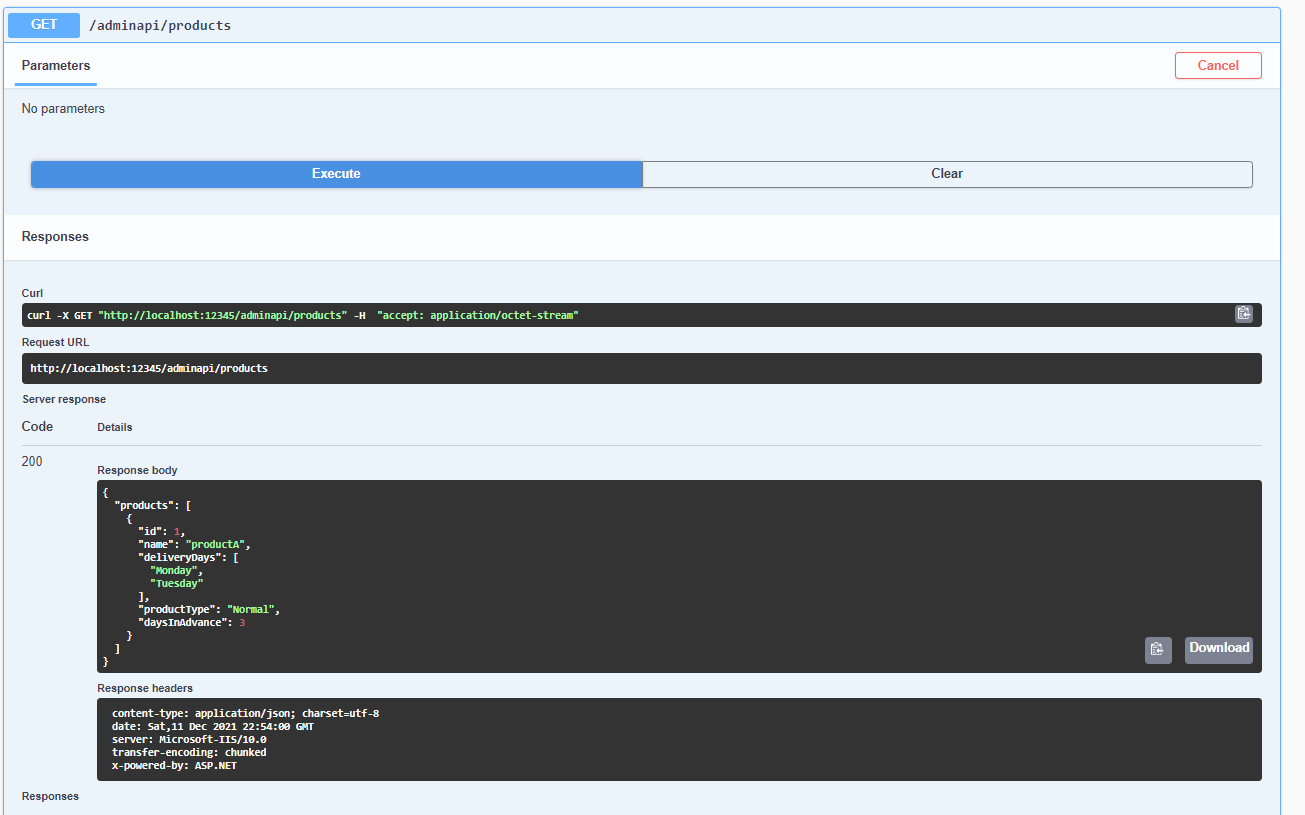 GET /adminapi/products
Parameters
Cancel
No parameters
Execute
Clear
Responses
Curl
curl -X GET "http://localhost:12345/adminapi/products" -H  "accept: application/octet-stream"
Request URL
http://localhost:12345/adminapi/products
Server response
Code Details
200
Response body
{
  "products": [
    {
      "id": 1,
      "name": "productA",
      "deliveryDays": [
        "Monday",
        "Tuesday"
      ],
      "productType": "Normal",
      "daysInAdvance": 3
    }
  ]
}
Download
Response headers
content-type: application/json; charset=utf-8
date: Sat,11 Dec 2021 22:54:00 GMT
server: Microsoft-IIS/10.0
transfer-encoding: chunked
x-powered-by: ASP.NET
Responses